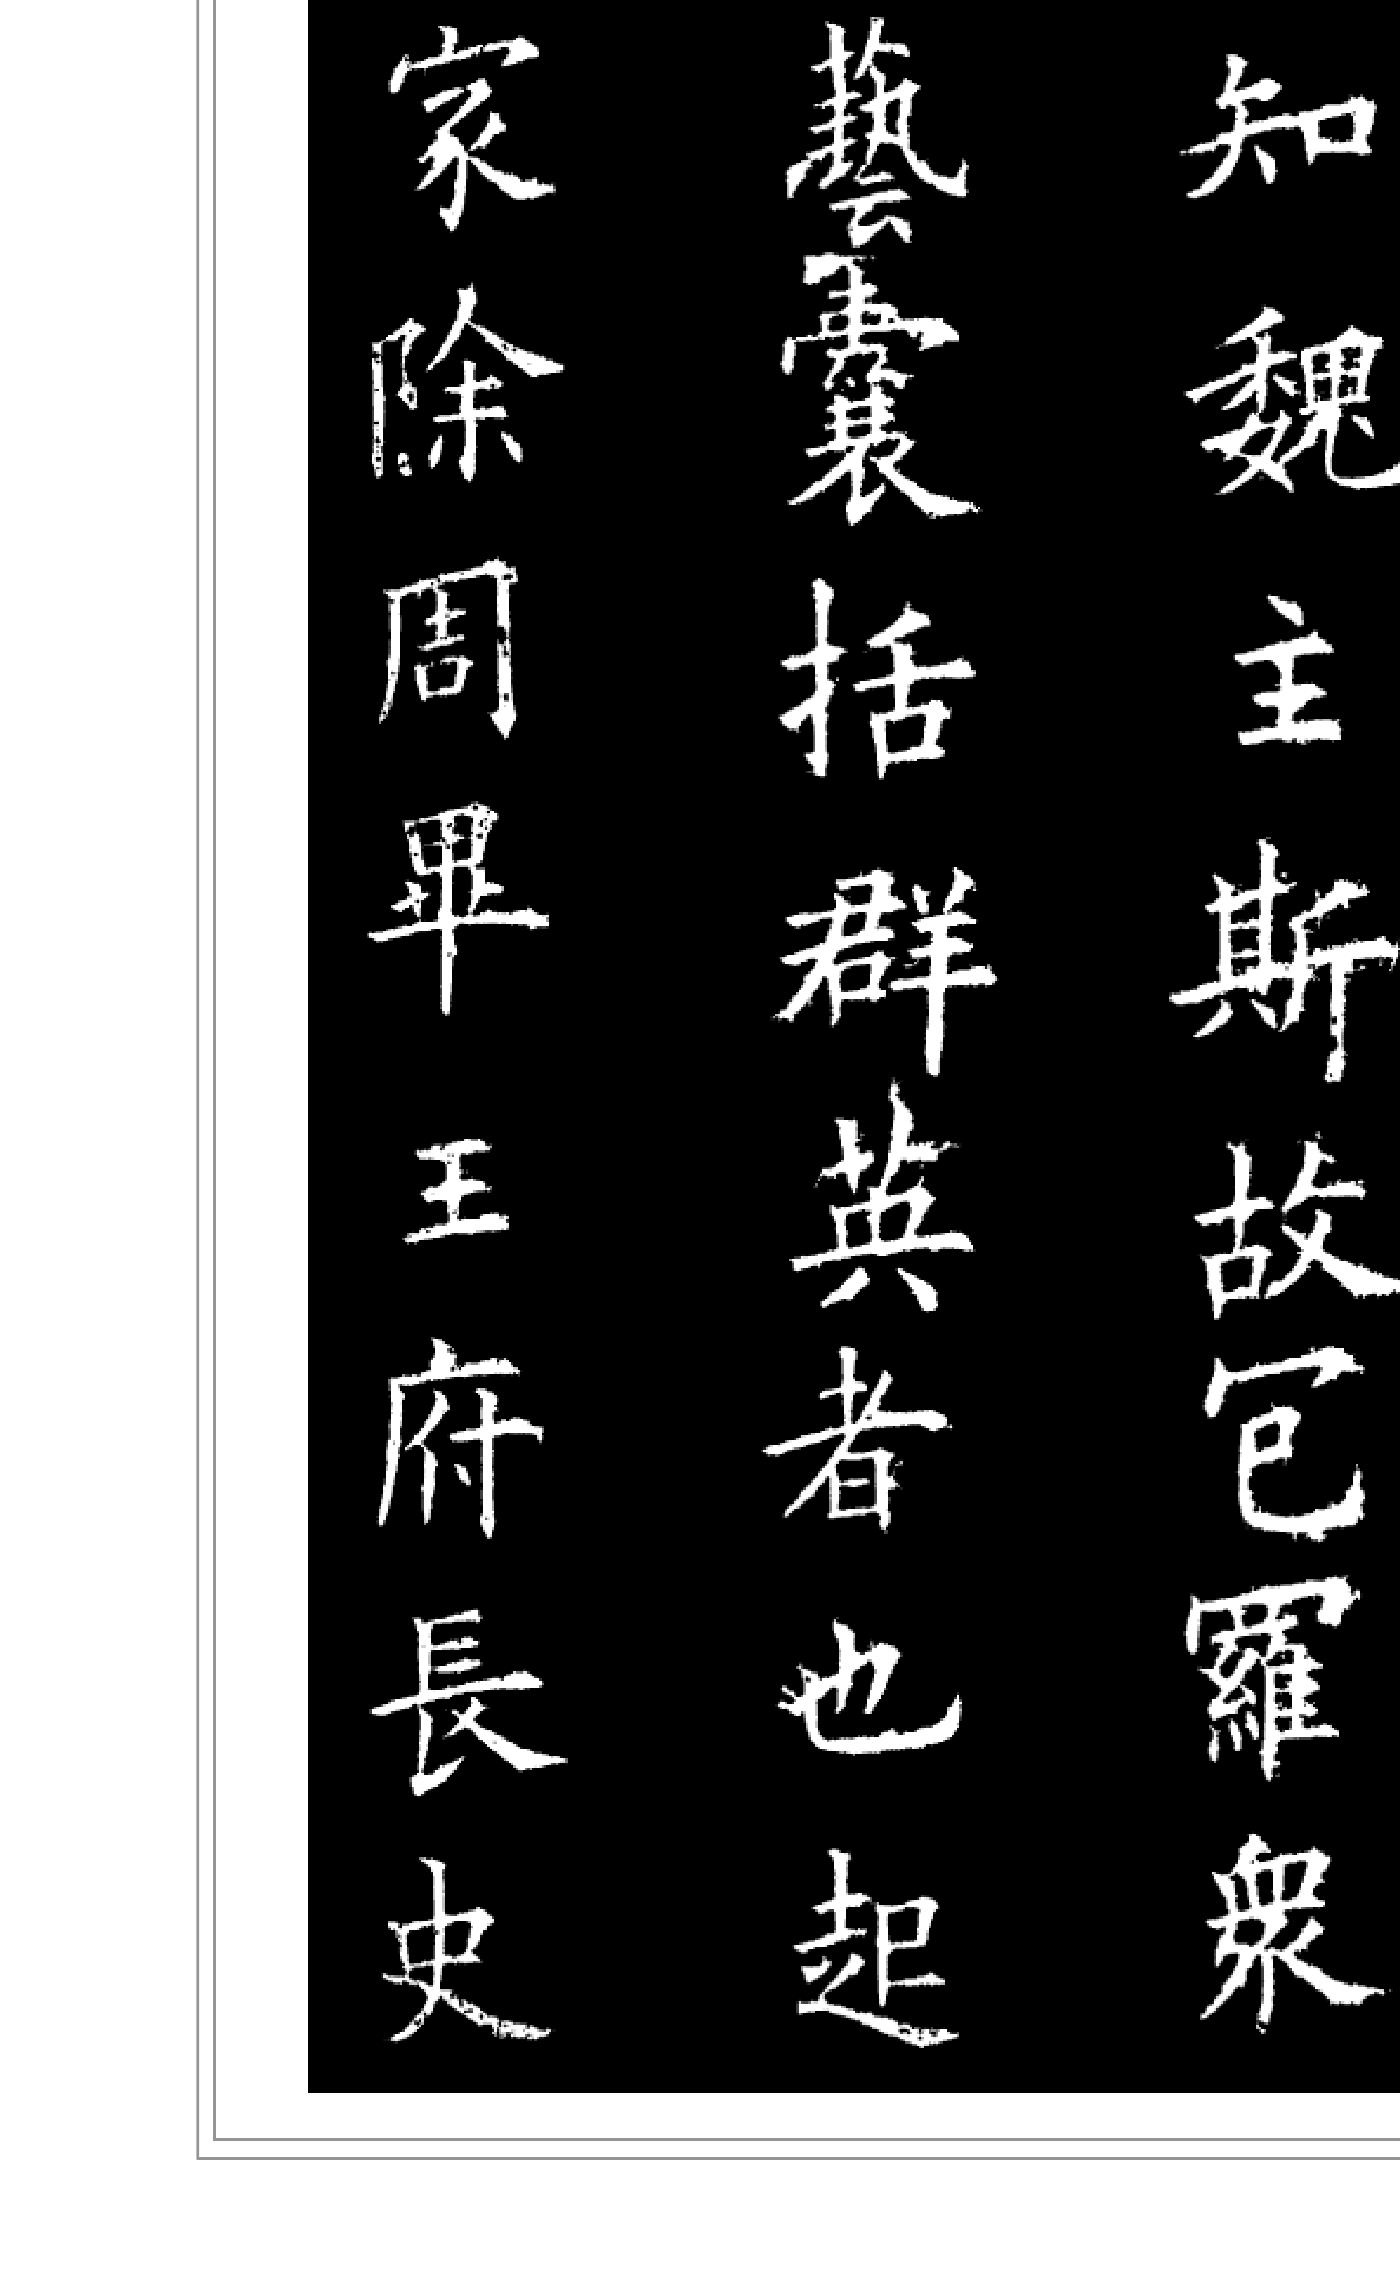 知魏主斯故㝉羅衆
藝囊括群英者也起
家除周畢王府長史